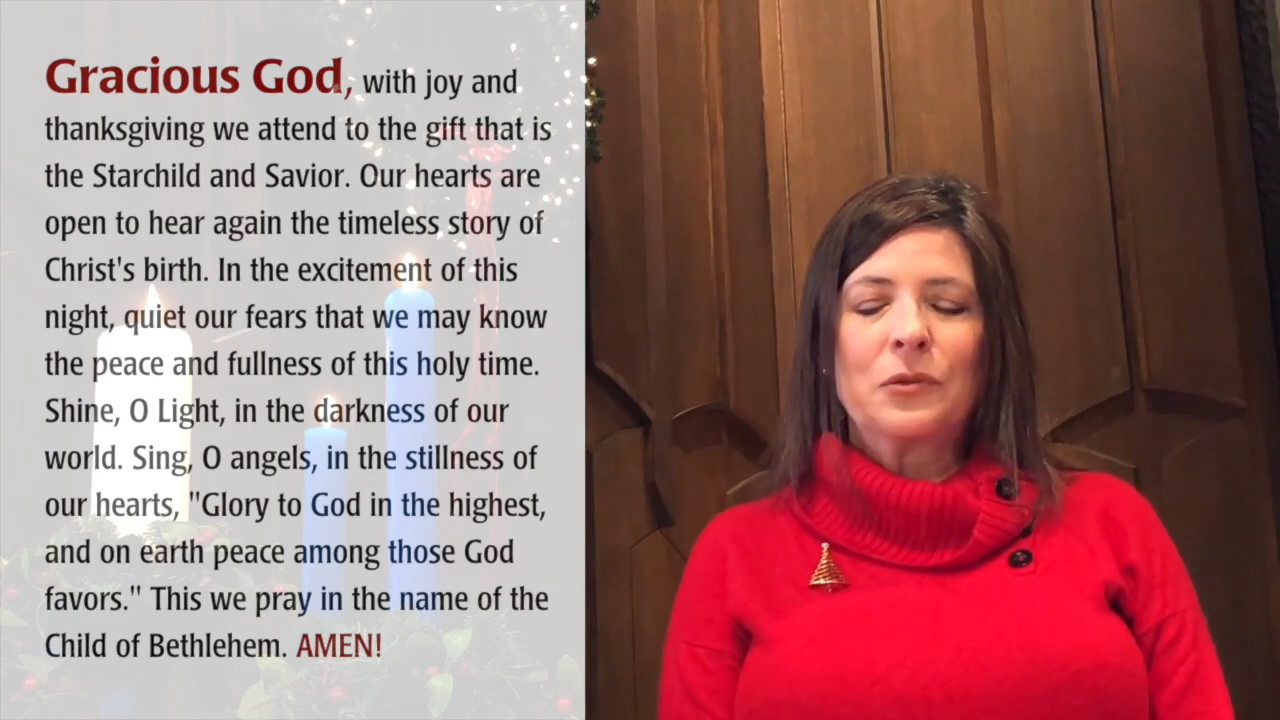 Gracious God, with joy and
thanksgiving we attend to the gift that is
the Starchild and Savior. Our hearts are
open to hear again the timeless story of
Christ's birth. In the excitement of this
night, quiet our fears that we may know
the peace and fullness of this holy time.
Shine, O Light, in the darkness of our
world. Sing, O angels, in the stillness of
our hearts, "Glory to God in the highest,
and on earth peace among those God
favors." This we pray in the name of the
Child of Bethlehem. AMEN!